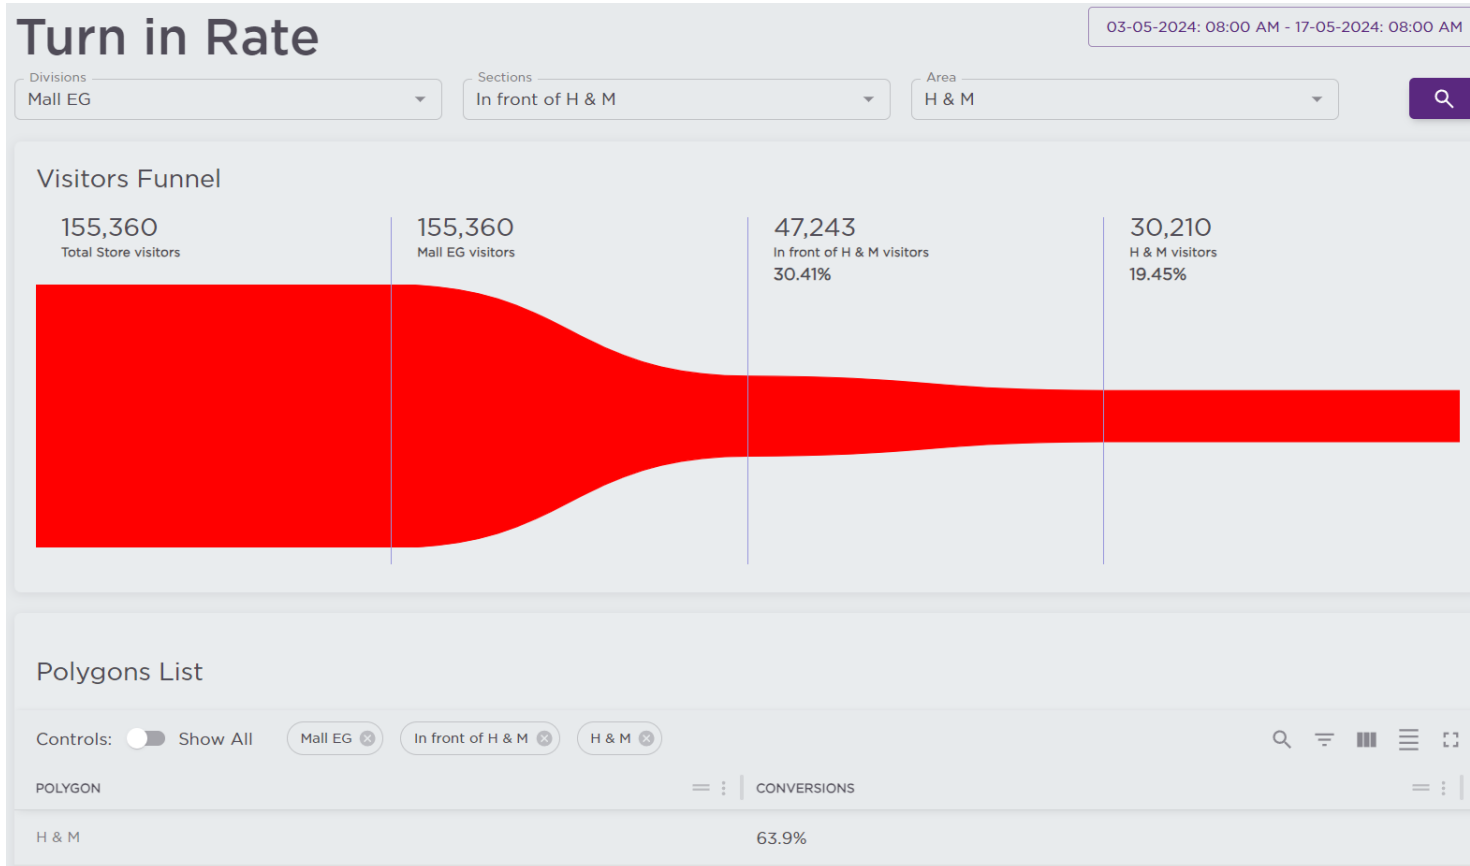 Turn in Rate
03-05-2024: 08:00 AM - 17-05-2024: 08:00 AM
Divisions
Mall EG
Sections
In front of H & M
Area
H & M
Visitors Funnel
155,360
Total Store visitors
155,360
Mall EG visitors
47,243
In front of H & M visitors
30.41%
30,210
H & M visitors
19.45%
Polygons List
Controls: Show All Mall EG In front of H & M H & M
POLYGON CONVERSIONS
H & M 63.9%